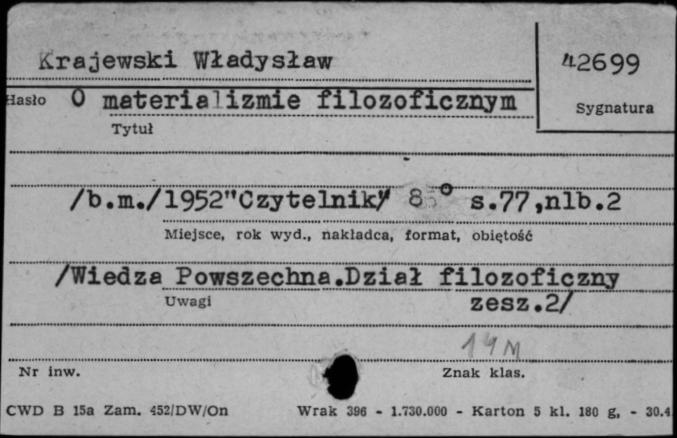 Krajewski Władysław
42699
Hasło O materializmie filozoficznym
Sygnatura
Tytuł
/b.m./1952"Czytelnik" 8° s.77,nlb.2
Miejsce, rok wyd., nakładca, format, objętość
/Wiedza Powszechna.Dział filozoficzny
Uwagi
zesz.2/
14M
Nr inw.
Znak klas.
CWD B 15a Zam. 452/DW/On Wrak 396 - 1.730.000 - Karton 5 kl. 180 g, - 30.4